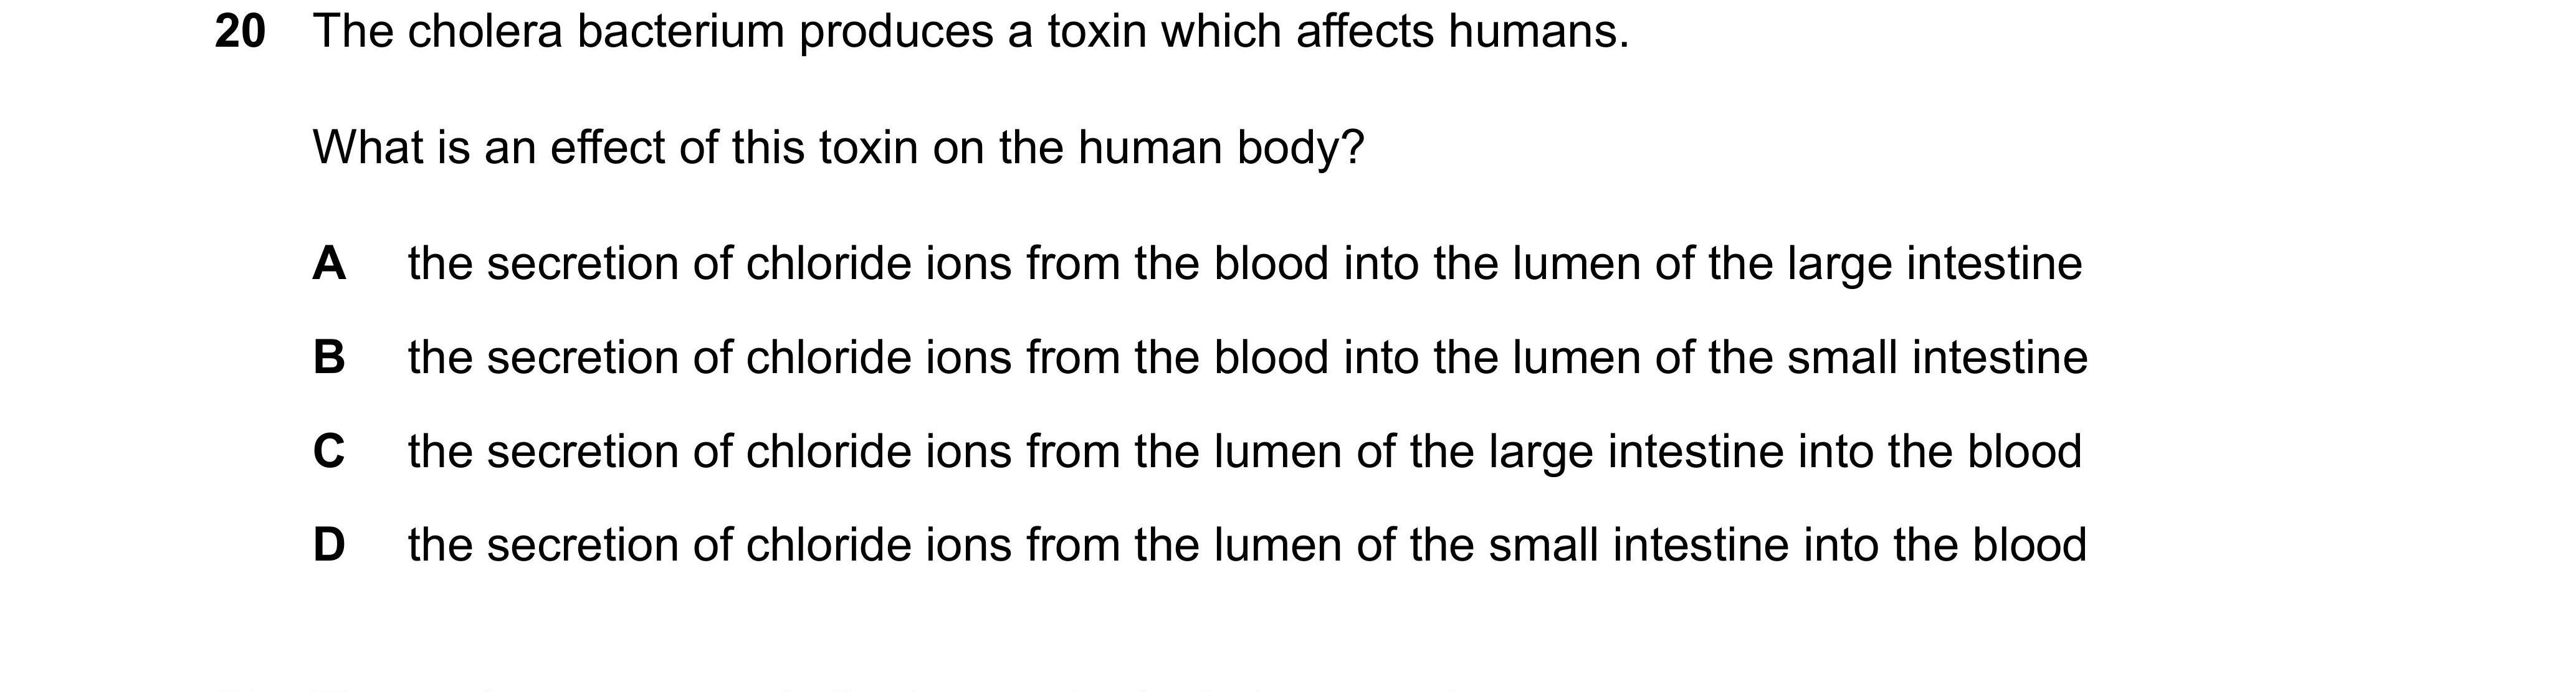 20 The cholera bacterium produces a toxin which affects humans.
What is an effect of this toxin on the human body?
A the secretion of chloride ions from the blood into the lumen of the large intestine
B the secretion of chloride ions from the blood into the lumen of the small intestine
C the secretion of chloride ions from the lumen of the large intestine into the blood
D the secretion of chloride ions from the lumen of the small intestine into the blood